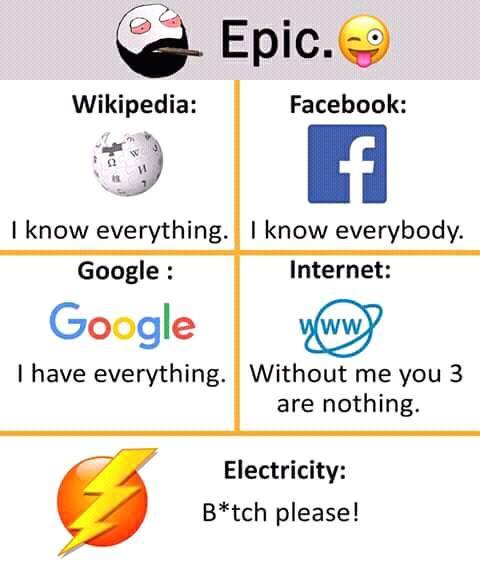 Epic.
Wikipedia:
Ω W И
7
I know everything.
Facebook:
f
I know everybody.
Google :
Google
I have everything.
Internet:
WWW
Without me you 3
are nothing.
Electricity:
B*tch please!